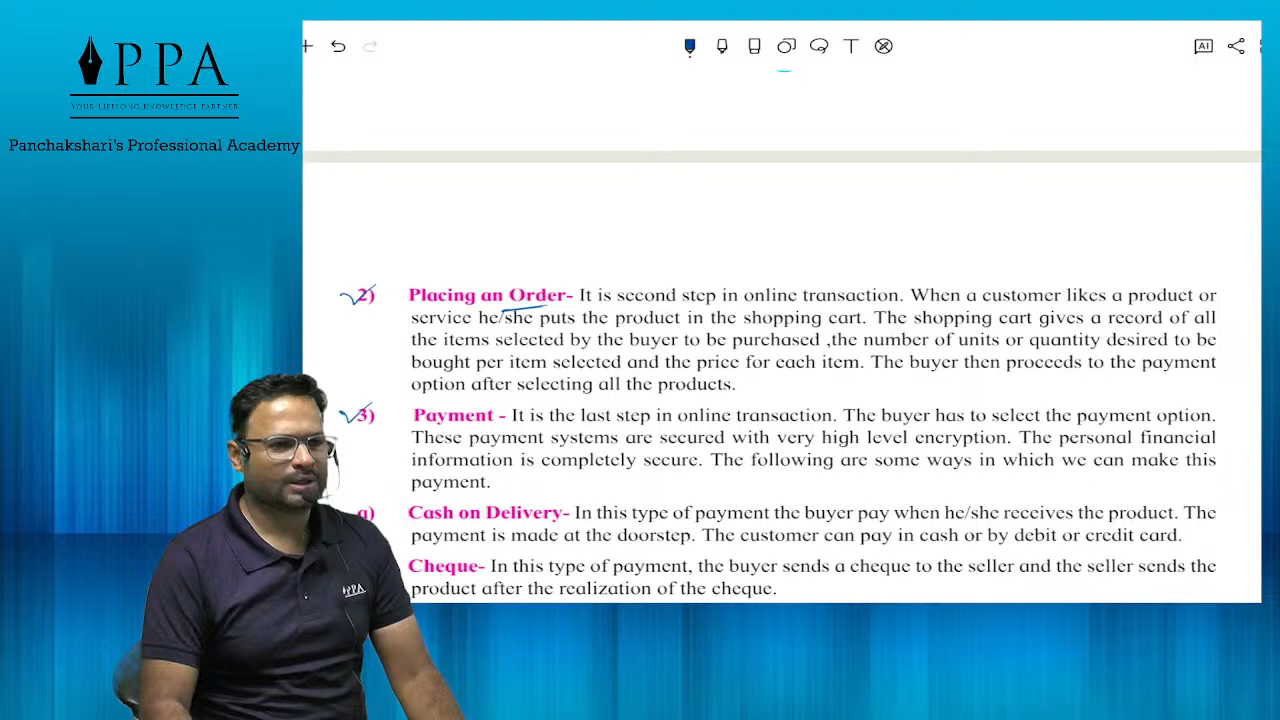 PPA
YOUR LIFELONG KNOWLEDGE PARTNER
Panchakshari's Professional Academy
T
AI
2) Placing an Order- It is second step in online transaction. When a customer likes a product or
service he/she puts the product in the shopping cart. The shopping cart gives a record of all
the items selected by the buyer to be purchased ,the number of units or quantity desired to be
bought per item selected and the price for each item. The buyer then proceeds to the payment
option after selecting all the products.
3) Payment - It is the last step in online transaction. The buyer has to select the payment option.
These payment systems are secured with very high level encryption. The personal financial
information is completely secure. The following are some ways in which we can make this
payment.
a) Cash on Delivery- In this type of payment the buyer pay when he/she receives the product. The
payment is made at the doorstep. The customer can pay in cash or by debit or credit card.
Cheque- In this type of payment, the buyer sends a cheque to the seller and the seller sends the
product after the realization of the cheque.
PPA